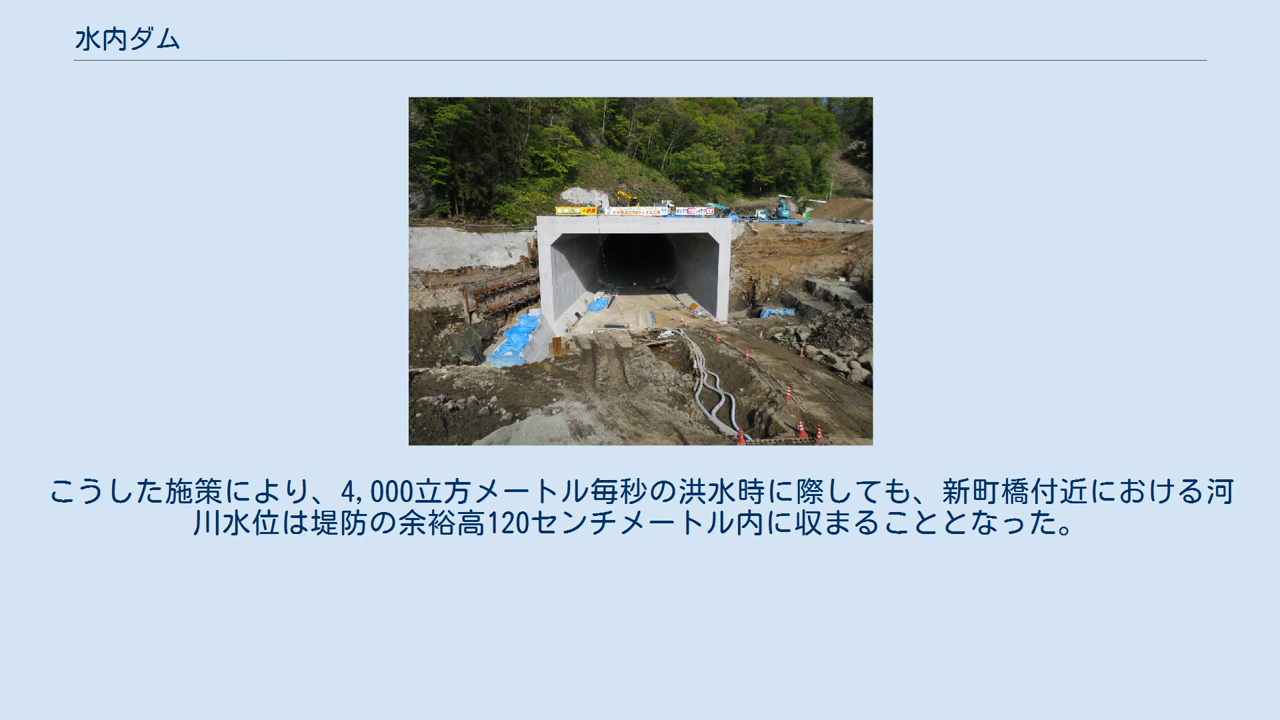 水内ダム
こうした施策により、4,000立方メートル毎秒の洪水時に際しても、新町橋付近における河
川水位は堤防の余裕高120センチメートル内に収まることとなった。